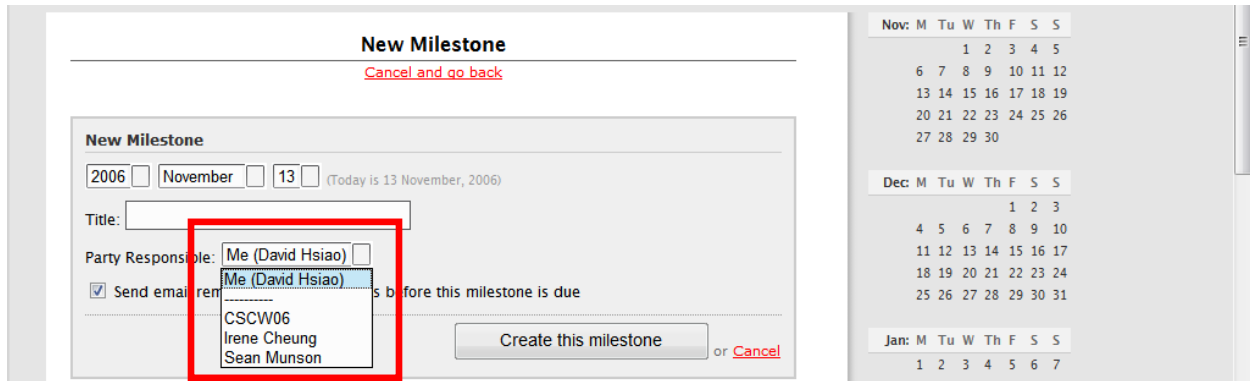 New Milestone
Cancel and go back
New Milestone
2006 November 13 (Today is 13 November, 2006)
Title:
Party Responsible: Me (David Hsiao)
Me (David Hsiao)
----------
CSCW06
Irene Cheung
Sean Munson
Send email rem s before this milestone is due
Create this milestone or Cancel
Nov: M Tu W Th F S S
1 2 3 4 5
6 7 8 9 10 11 12
13 14 15 16 17 18 19
20 21 22 23 24 25 26
27 28 29 30
Dec: M Tu W Th F S S
1 2 3
4 5 6 7 8 9 10
11 12 13 14 15 16 17
18 19 20 21 22 23 24
25 26 27 28 29 30 31
Jan: M Tu W Th F S S
1 2 3 4 5 6 7